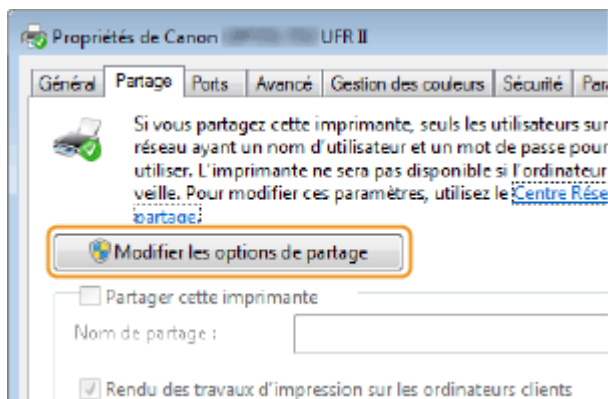 Propriétés de Canon UFR II
Général Partage Ports Avancé Gestion des couleurs Sécurité Par
Si vous partagez cette imprimante, seuls les utilisateurs sur
réseau ayant un nom d'utilisateur et un mot de passe pour
utiliser. L'imprimante ne sera pas disponible si l'ordinateur
veille. Pour modifier ces paramètres, utilisez le Centre Rése
partage.
Modifier les options de partage
Partager cette imprimante
Nom de partage :
Rendu des travaux d'impression sur les ordinateurs clients